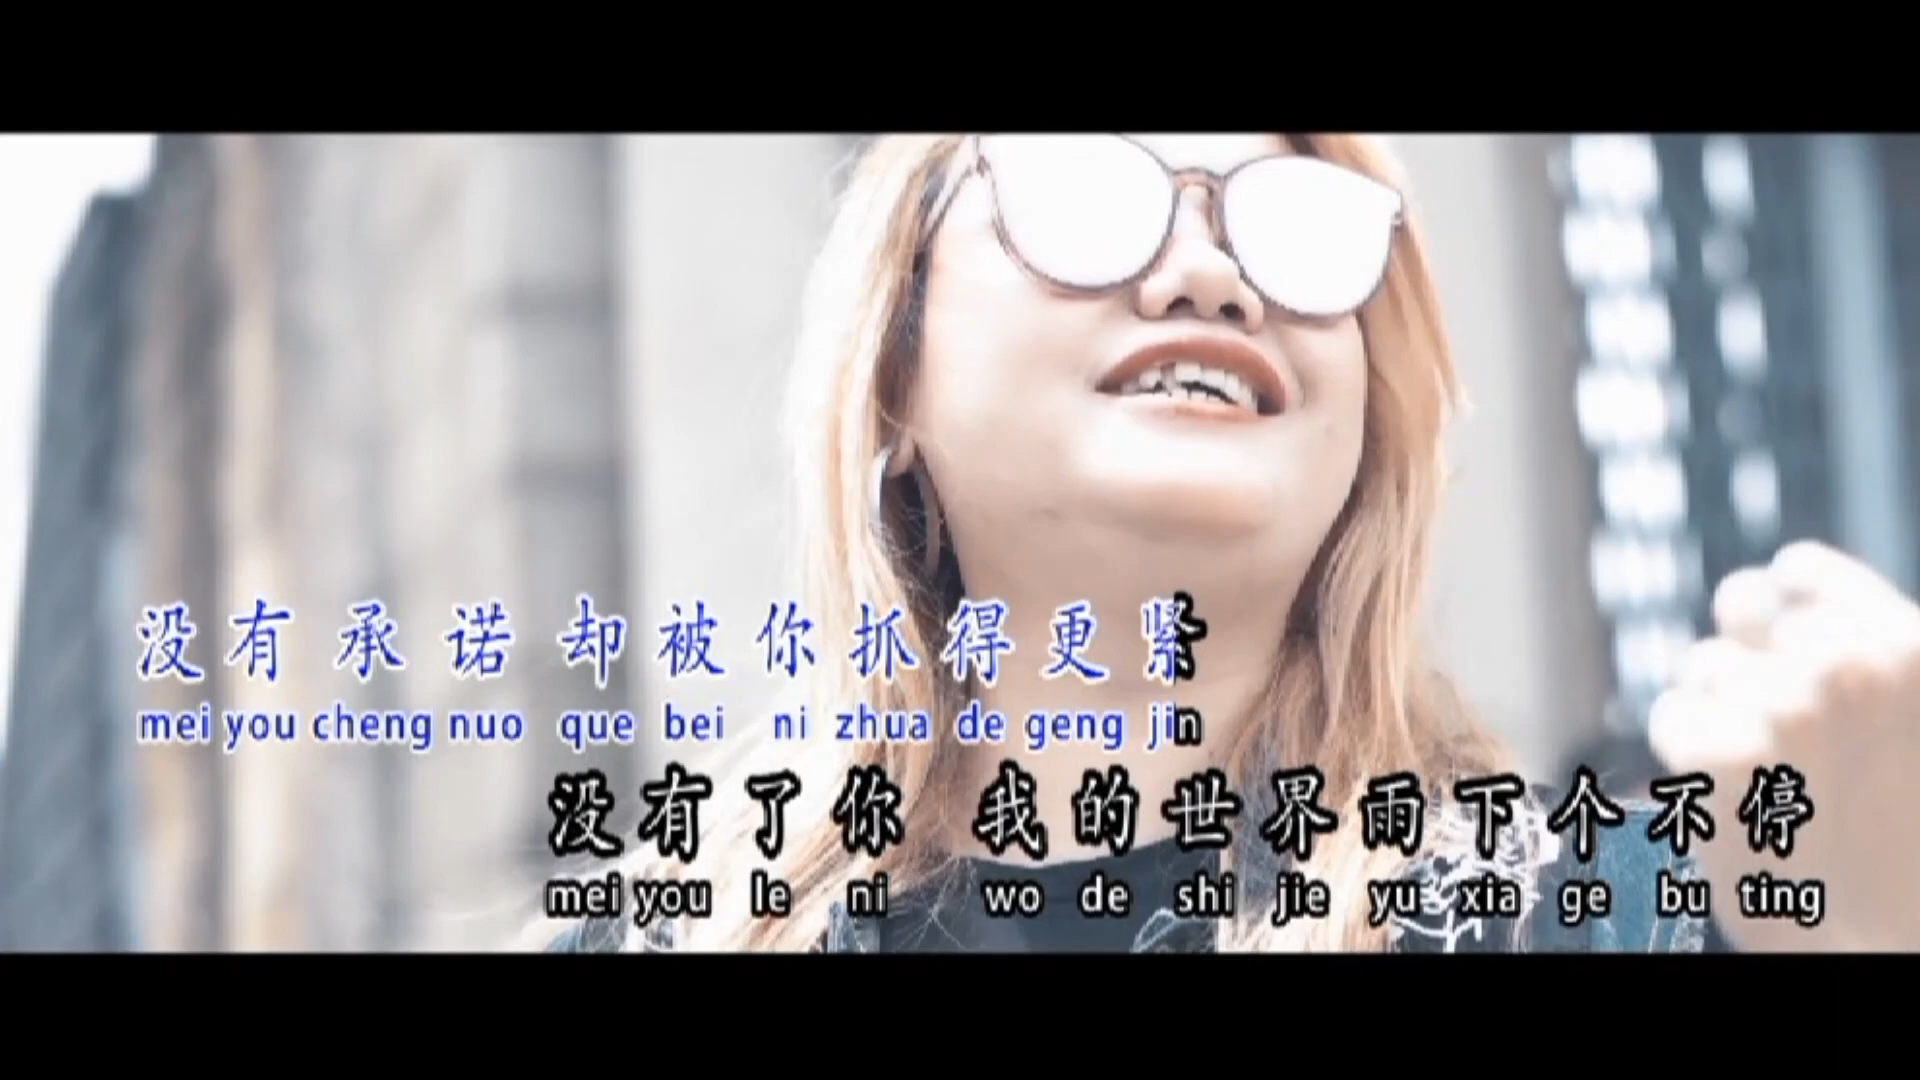 没有承诺 却被你抓得更紧
mei you cheng nuo que bei ni zhua de geng jin
没有了你 我的世界雨下个不停
mei you le ni wo de shi jie yu xia ge bu ting